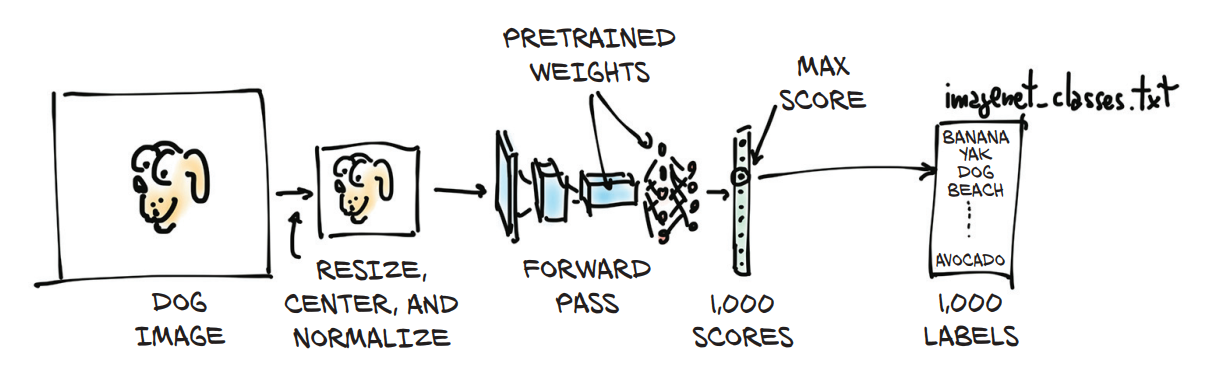 PRETRAINED
WEIGHTS
MAX
SCORE
imagenet_classes.txt
BANANA
YAK
DOG
BEACH
AVOCADO
DOG
IMAGE
RESIZE,
CENTER, AND
NORMALIZE
FORWARD
PASS
1,000
SCORES
1,000
LABELS